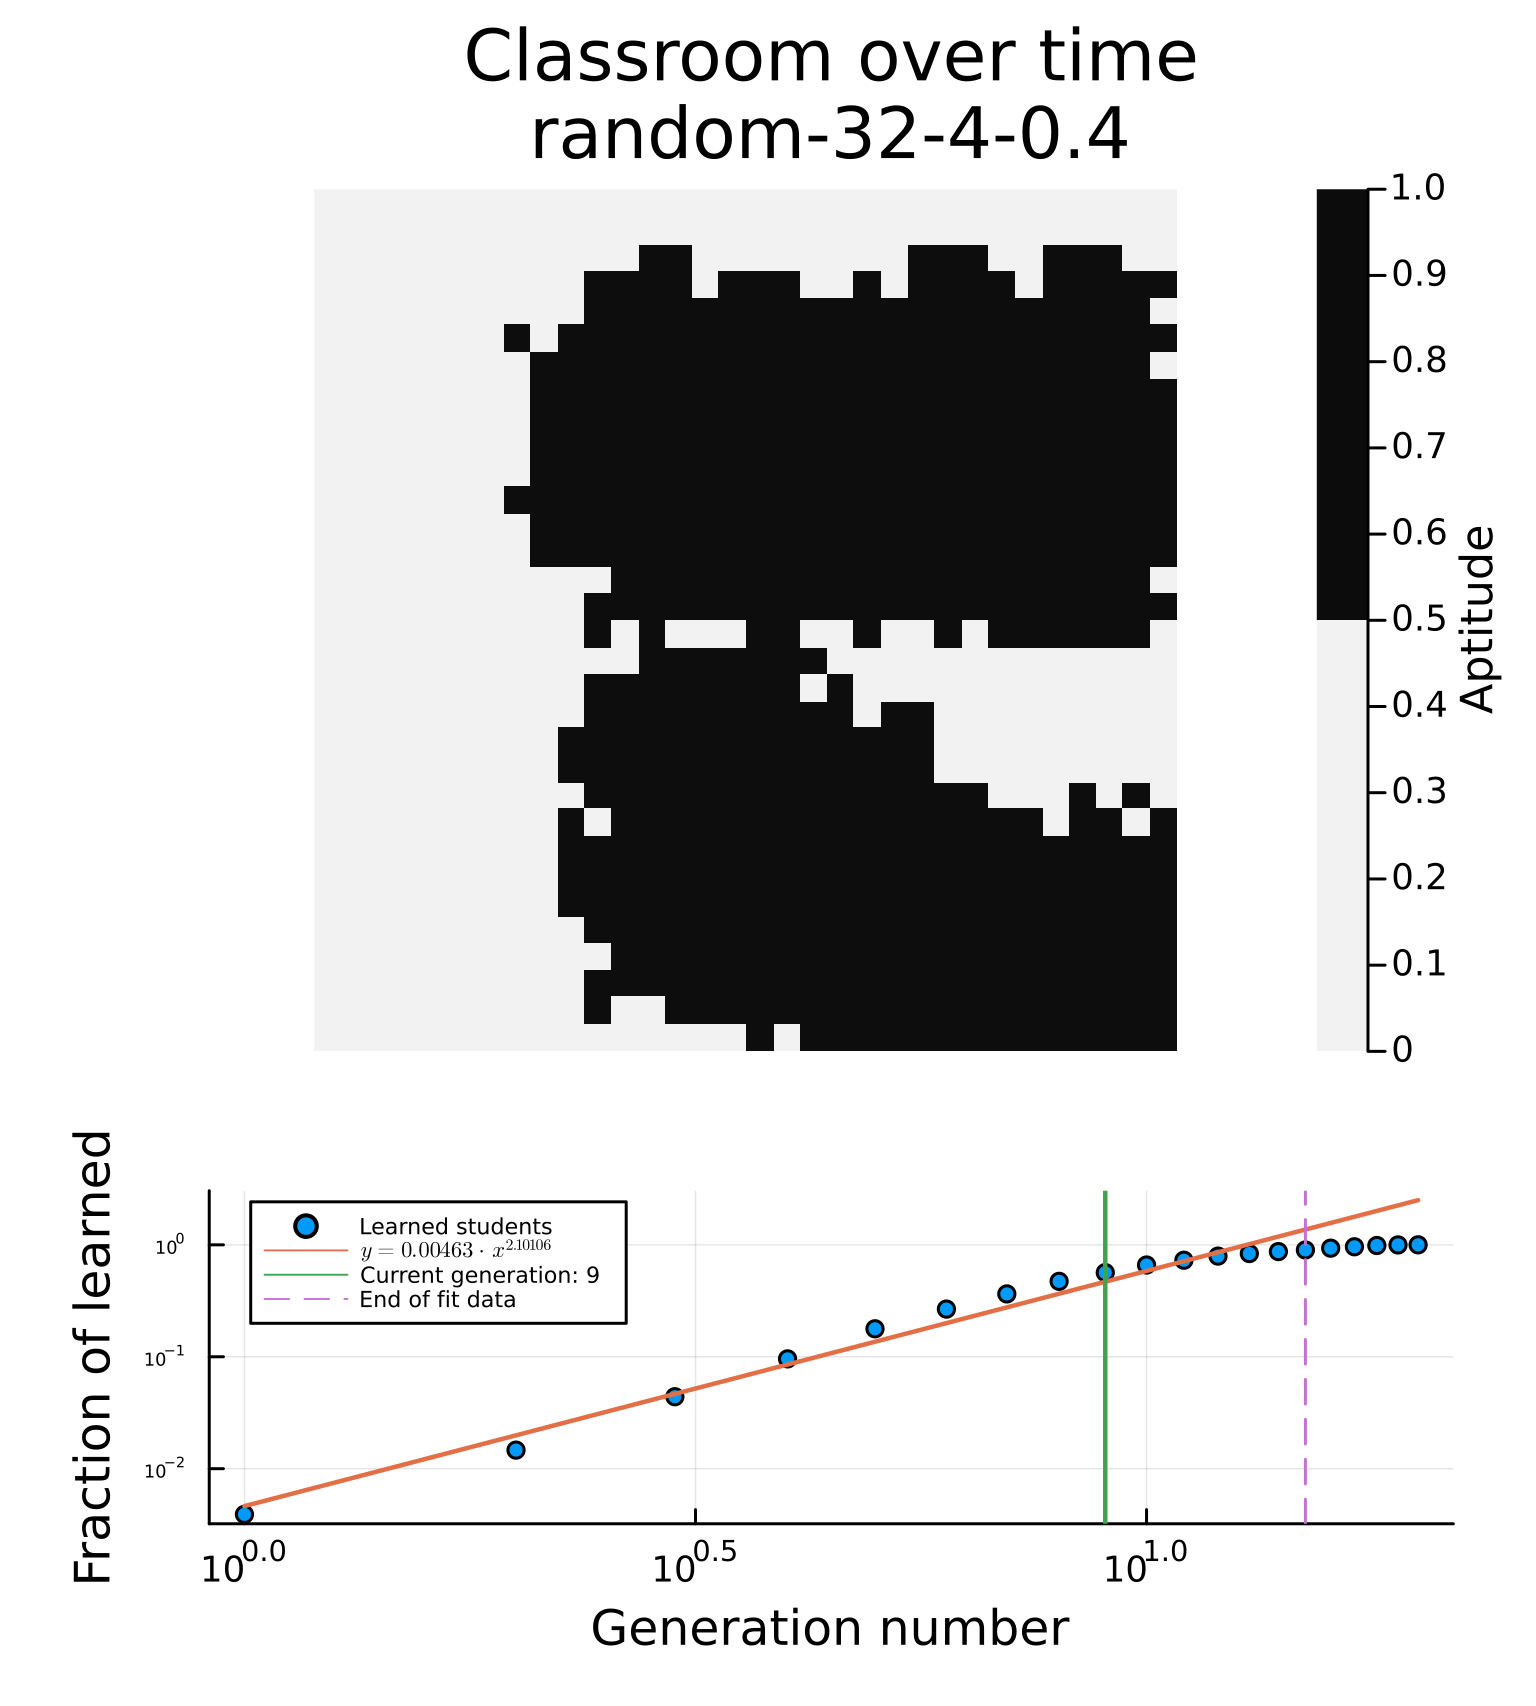 Classroom over time
random-32-4-0.4
1.0
0.9
0.8
0.7
0.6
0.5
0.4
0.3
0.2
0.1
0
Aptitude
Fraction of learned
10⁰
10⁻¹
10⁻²
Learned students
y = 0.00463 · x^2.10106
Current generation: 9
End of fit data
10^0.0
10^0.5
10^1.0
Generation number